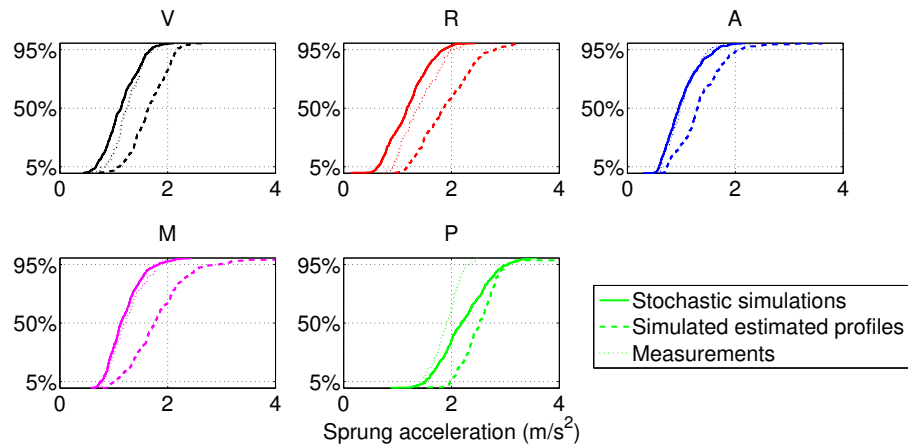 V R A
95% 95% 95%
50% 50% 50%
5% 5% 5%
0 2 4 0 2 4 0 2 4
M P
95% 95%
Stochastic simulations
50% 50% Simulated estimated profiles
Measurements
5% 5%
0 2 4 0 2 4
Sprung acceleration (m/s²)